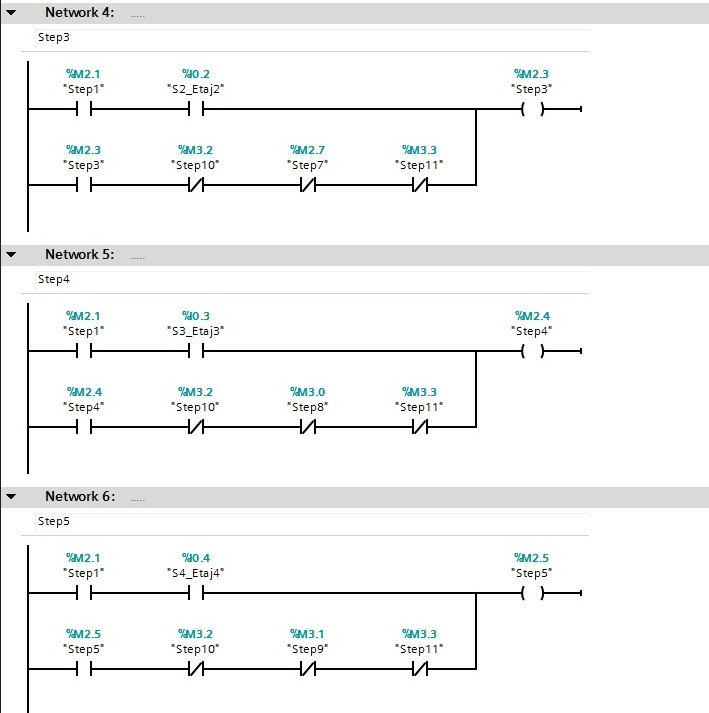 Network 4: .....
Step3
%M2.1 %I0.2 %M2.3
"Step1" "S2_Etaj2" "Step3"
%M2.3 %M3.2 %M2.7 %M3.3
"Step3" "Step10" "Step7" "Step11"
Network 5: .....
Step4
%M2.1 %I0.3 %M2.4
"Step1" "S3_Etaj3" "Step4"
%M2.4 %M3.2 %M3.0 %M3.3
"Step4" "Step10" "Step8" "Step11"
Network 6: .....
Step5
%M2.1 %I0.4 %M2.5
"Step1" "S4_Etaj4" "Step5"
%M2.5 %M3.2 %M3.1 %M3.3
"Step5" "Step10" "Step9" "Step11"